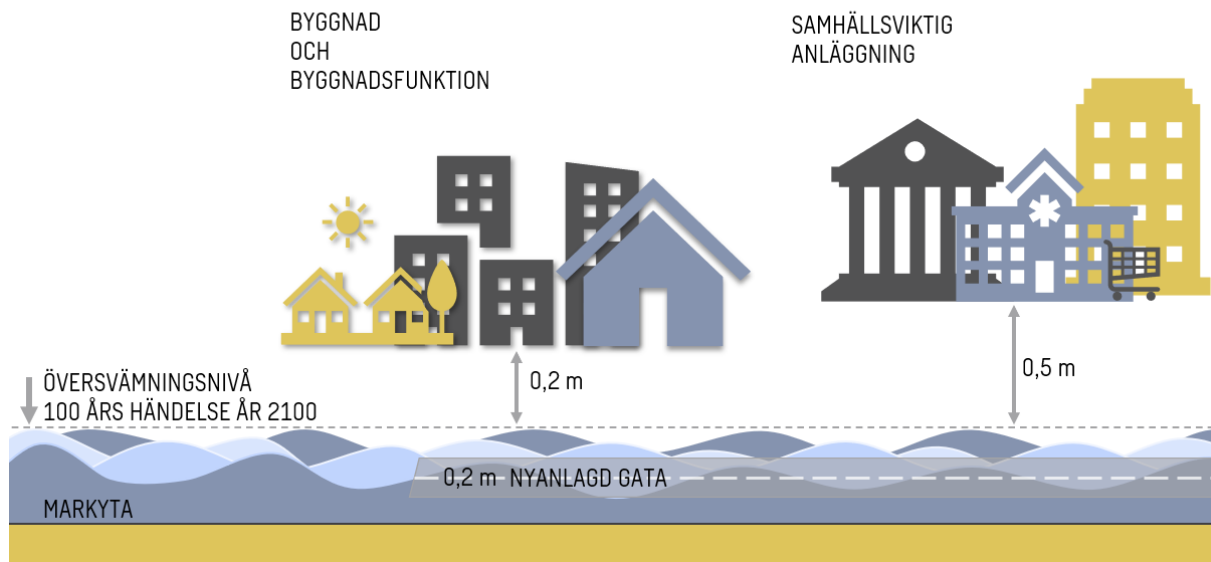 BYGGNAD
OCH
BYGGNADSFUNKTION
SAMHÄLLSVIKTIG
ANLÄGGNING
0,2 m
0,5 m
ÖVERSVÄMNINGSNIVÅ
100 ÅRS HÄNDELSE ÅR 2100
0,2 m NYANLAGD GATA
MARKYTA